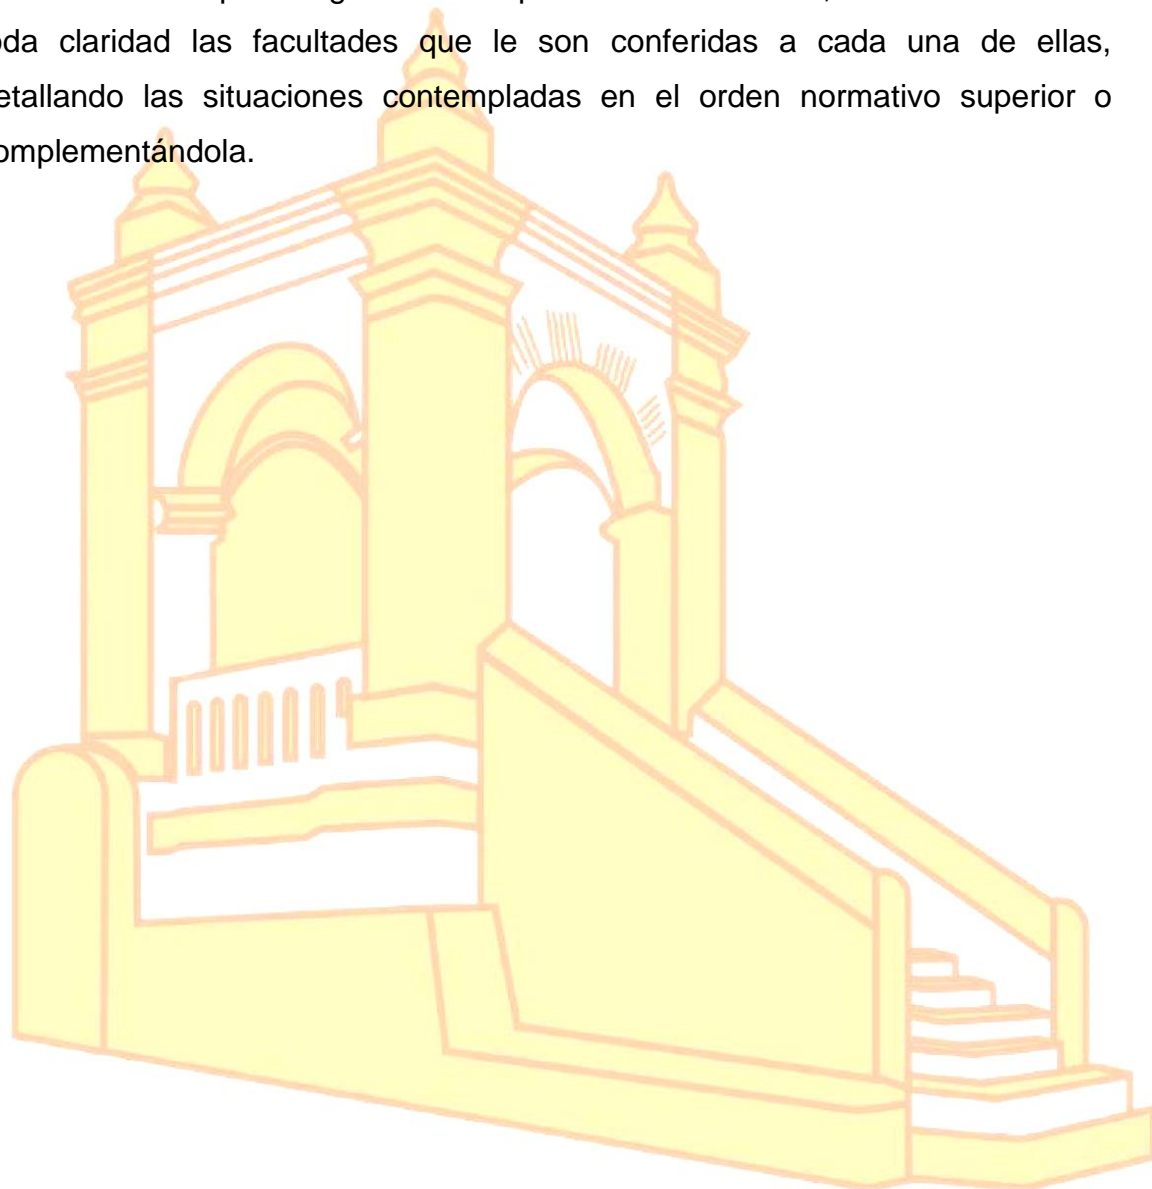 oda claridad las facultades que le son conferidas a cada una de ellas,
etallando las situaciones contempladas en el orden normativo superior o
omplementándola.